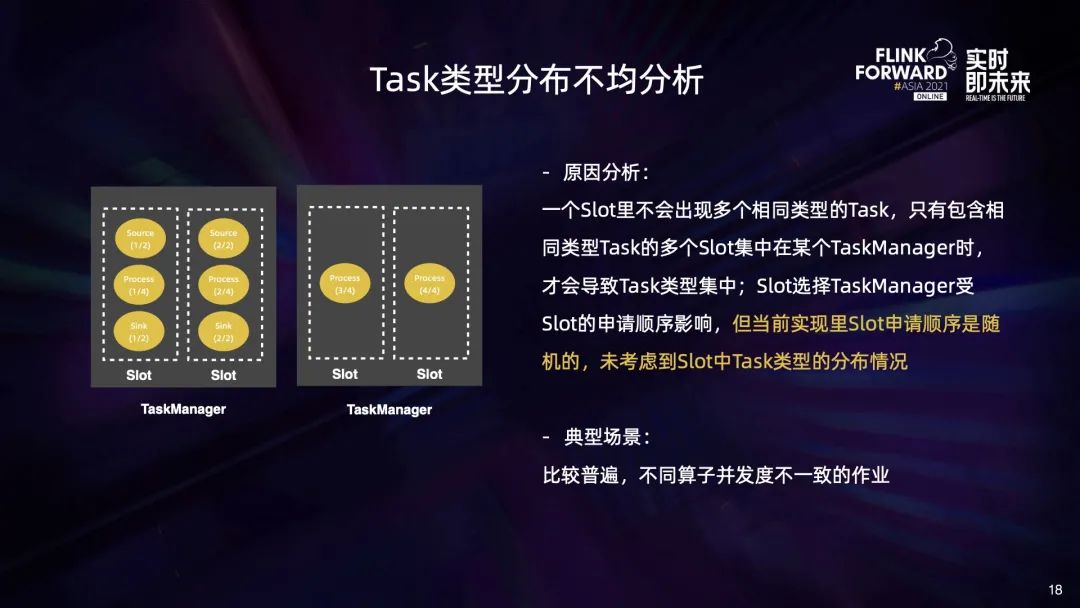 Task类型分布不均分析
FLINK
FORWARD
#ASIA 2021
ONLINE
实时
即未来
REAL-TIME IS THE FUTURE
Source
(1/2)
Process
(1/4)
Sink
(1/2)
Slot
Source
(2/2)
Process
(2/4)
Sink
(2/2)
Slot
TaskManager
Process
(3/4)
Slot
Process
(4/4)
Slot
TaskManager
- 原因分析：
一个Slot里不会出现多个相同类型的Task，只有包含相
同类型Task的多个Slot集中在某个TaskManager时，
才会导致Task类型集中；Slot选择TaskManager受
Slot的申请顺序影响，但当前实现里Slot申请顺序是随
机的，未考虑到Slot中Task类型的分布情况
- 典型场景：
比较普遍，不同算子并发度不一致的作业
18